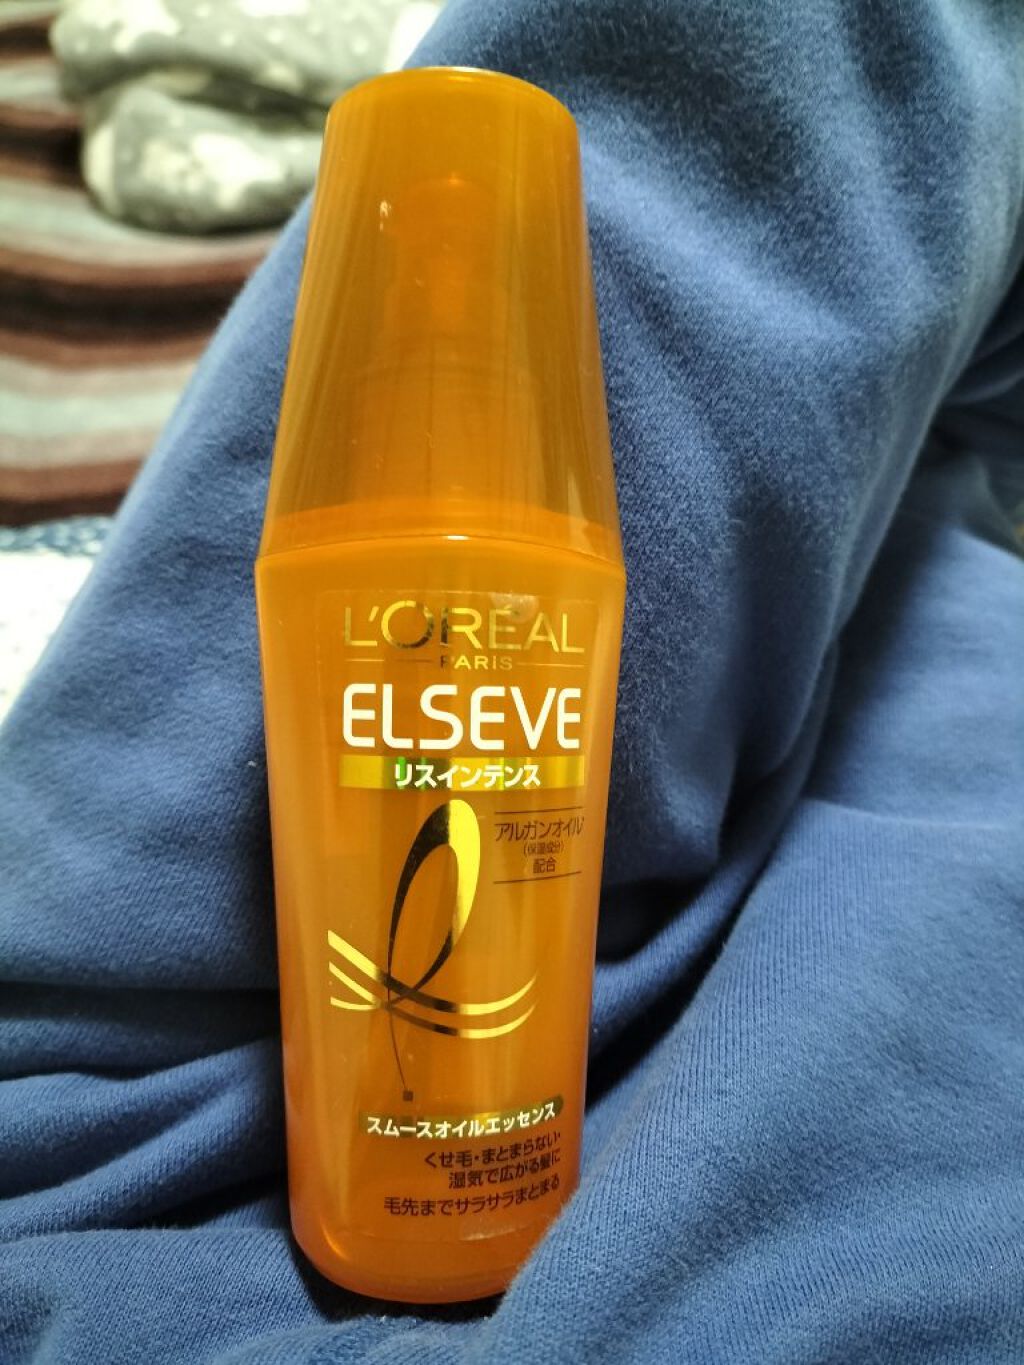 L'ORÉAL
PARIS
ELSEVE
リスインテンス
アルガンオイル
(保湿成分)
配合
スムースオイルエッセンス
くせ毛・まとまらない・
湿気で広がる髪に
毛先までサラサラまとまる